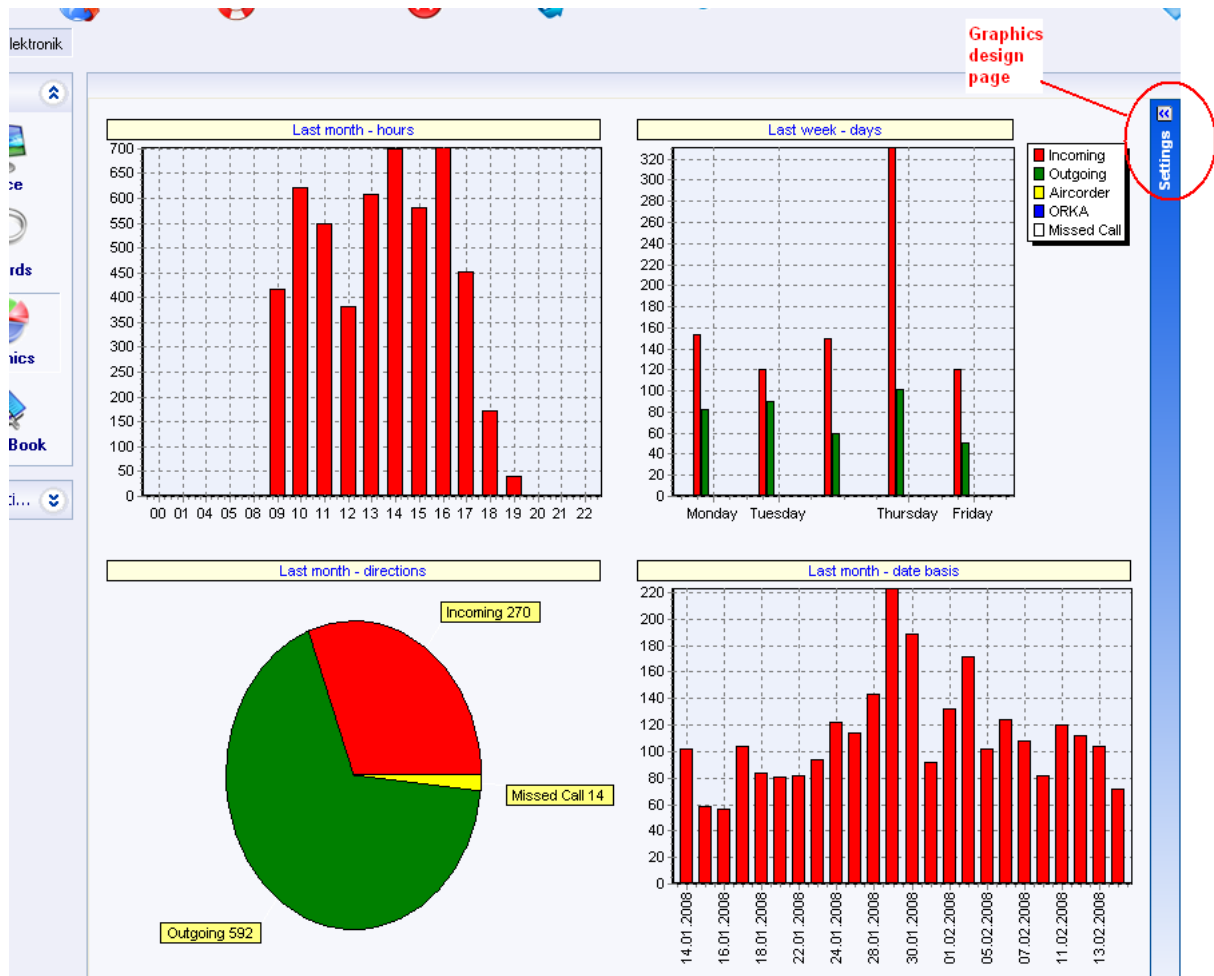 lektronik
Graphics
design
page
Settings
ce
rds
nics
Book
Last month - hours
700
650
600
550
500
450
400
350
300
250
200
150
100
50
0
00 01 04 05 08 09 10 11 12 13 14 15 16 17 18 19 20 21 22
Last week - days
320
300
280
260
240
220
200
180
160
140
120
100
80
60
40
20
0
Monday Tuesday Thursday Friday
Incoming
Outgoing
Aircorder
ORKA
Missed Call
Last month - directions
Incoming 270
Missed Call 14
Outgoing 592
Last month - date basis
220
200
180
160
140
120
100
80
60
40
20
0
14.01.2008
16.01.2008
18.01.2008
22.01.2008
24.01.2008
28.01.2008
30.01.2008
01.02.2008
05.02.2008
07.02.2008
11.02.2008
13.02.2008